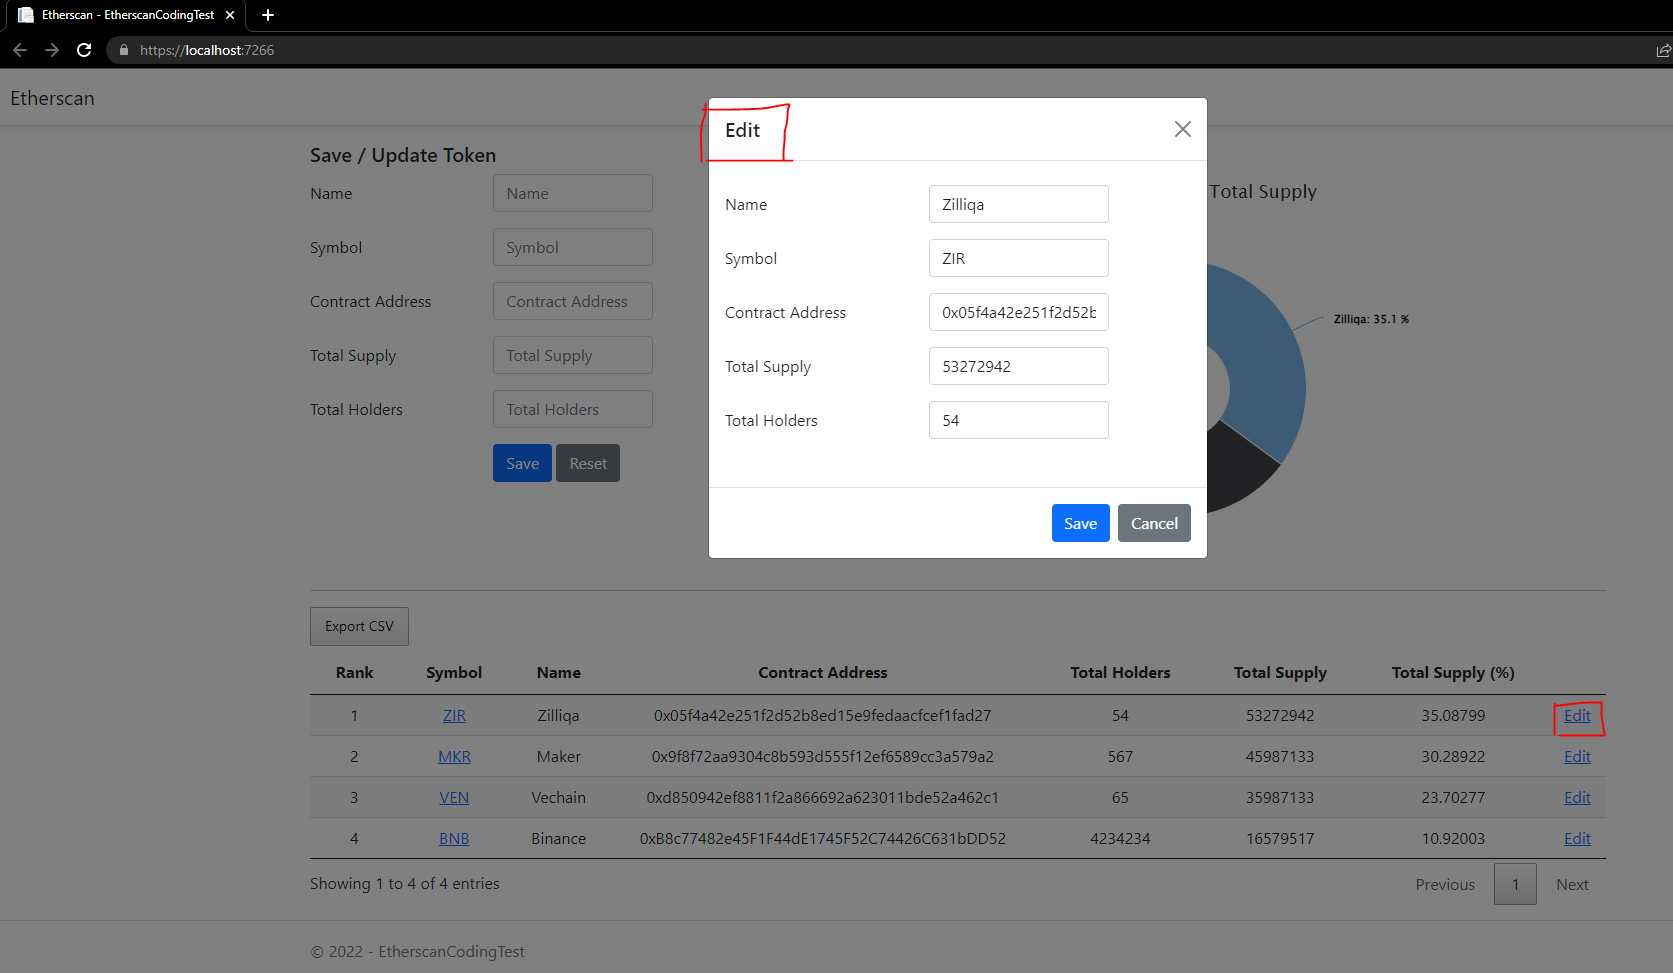 Etherscan - EtherscanCodingTest
https://localhost:7266
Etherscan
Save / Update Token
Name Name
Symbol Symbol
Contract Address Contract Address
Total Supply Total Supply
Total Holders Total Holders
Save Reset
Edit
Name Zilliqa
Symbol ZIR
Contract Address 0x05f4a42e251f2d52b
Total Supply 53272942
Total Holders 54
Save Cancel
Total Supply
Zilliqa: 35.1 %
Export CSV
Rank Symbol Name Contract Address Total Holders Total Supply Total Supply (%)
1 ZIR Zilliqa 0x05f4a42e251f2d52b8ed15e9fedaacfcef1fad27 54 53272942 35.08799 Edit
2 MKR Maker 0x9f8f72aa9304c8b593d555f12ef6589cc3a579a2 567 45987133 30.28922 Edit
3 VEN Vechain 0xd850942ef8811f2a866692a623011bde52a462c1 65 35987133 23.70277 Edit
4 BNB Binance 0xB8c77482e45F1F44dE1745F52C74426C631bDD52 4234234 16579517 10.92003 Edit
Showing 1 to 4 of 4 entries
Previous 1 Next
© 2022 - EtherscanCodingTest